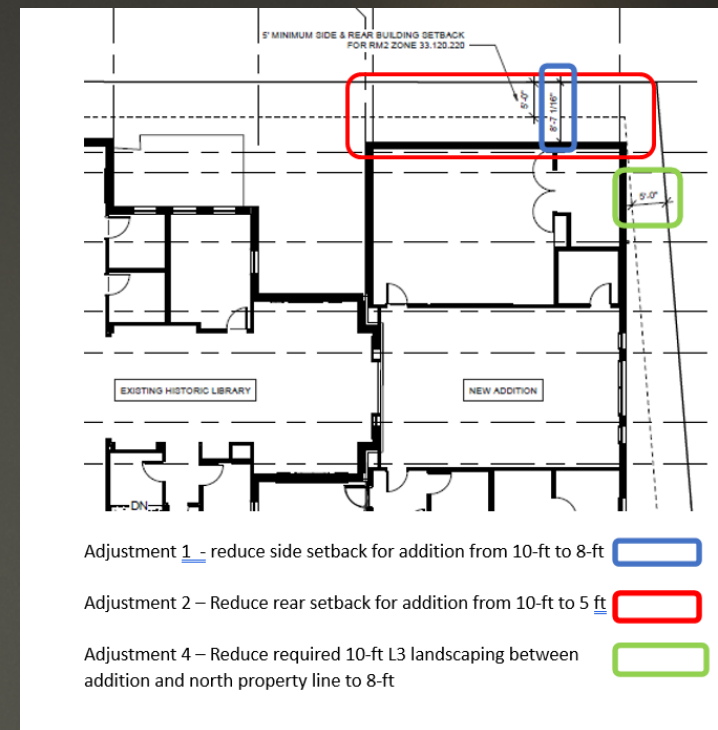 5' MINIMUM SIDE & REAR BUILDING SETBACK
FOR RM2 ZONE 33.120.220
5'-0"
8'-7 1/16"
5'-0"
EXISTING HISTORIC LIBRARY
NEW ADDITION
DN
Adjustment 1 - reduce side setback for addition from 10-ft to 8-ft
Adjustment 2 – Reduce rear setback for addition from 10-ft to 5 ft
Adjustment 4 – Reduce required 10-ft L3 landscaping between
addition and north property line to 8-ft